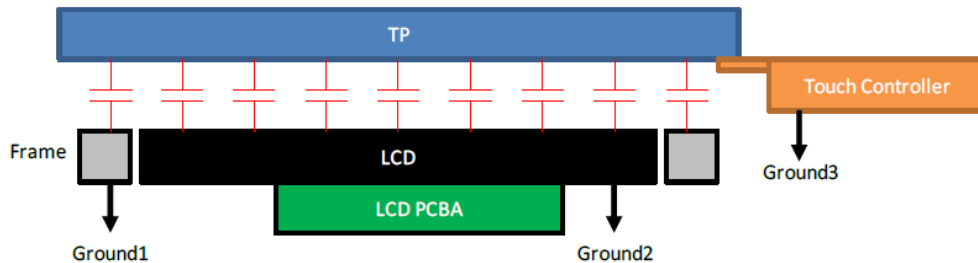 TP
Touch Controller
Frame
LCD
Ground3
LCD PCBA
Ground1
Ground2